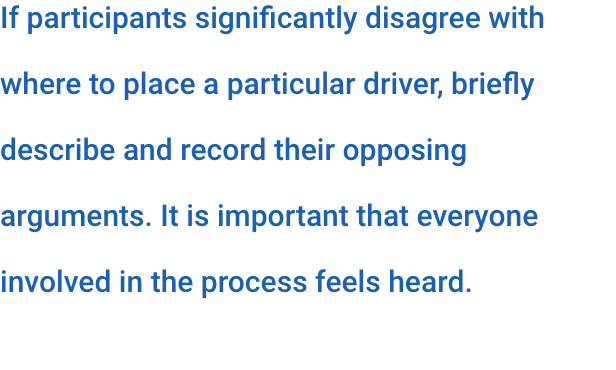 If participants significantly disagree with
where to place a particular driver, briefly
describe and record their opposing
arguments. It is important that everyone
involved in the process feels heard.